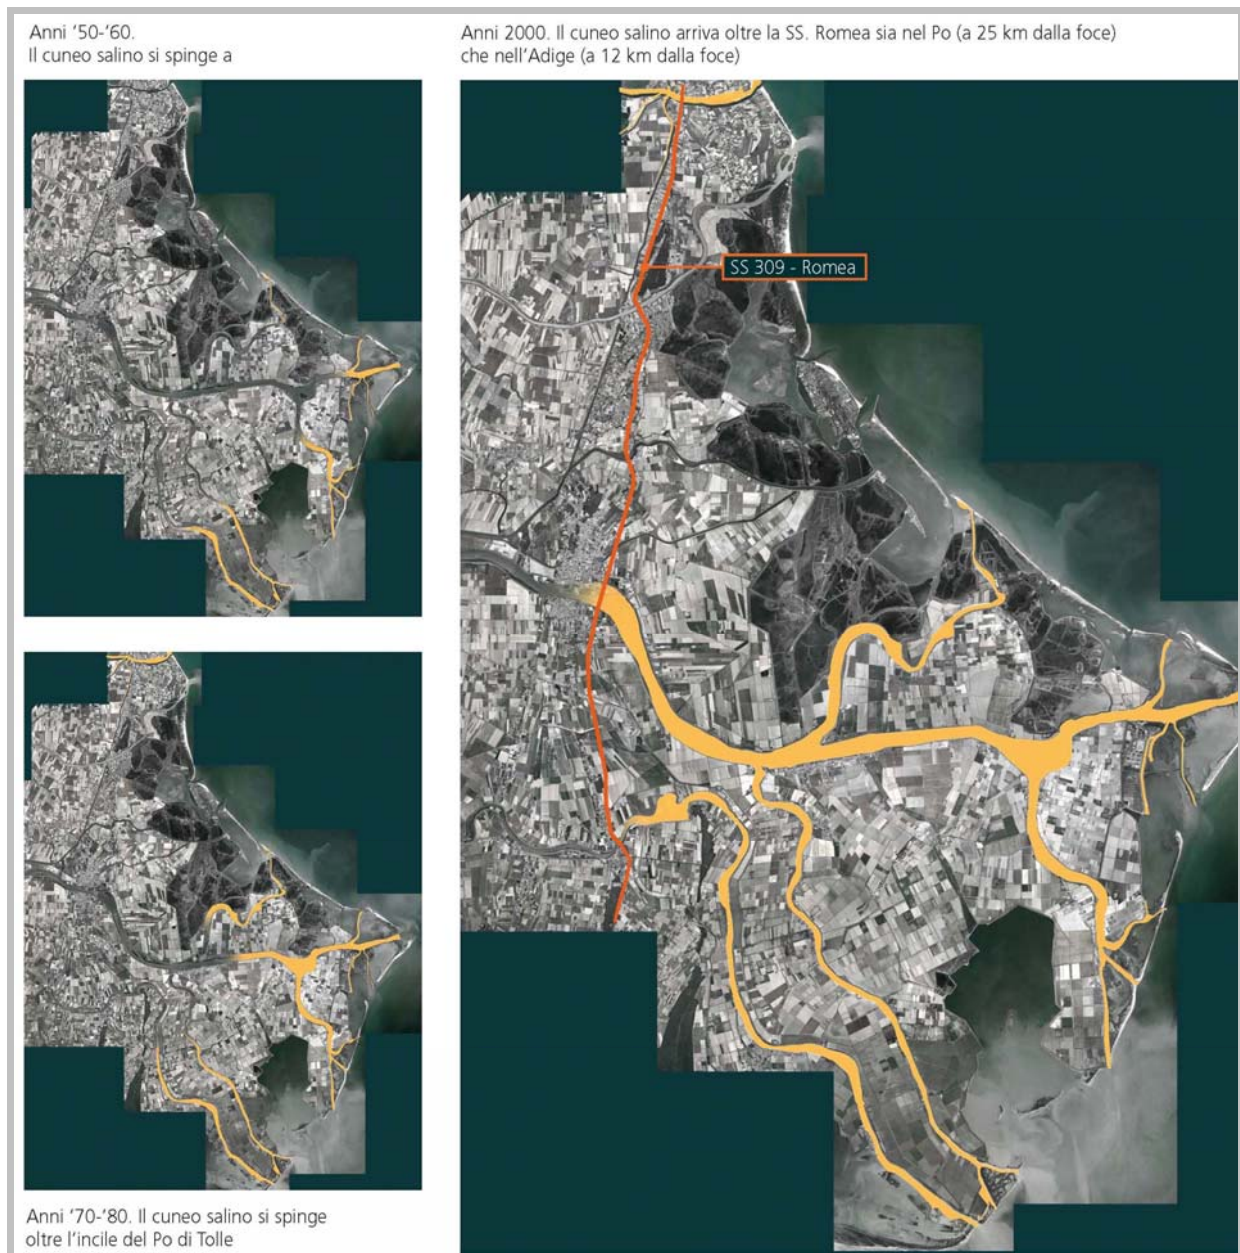 Anni '50-'60.
Il cuneo salino si spinge a
Anni 2000. Il cuneo salino arriva oltre la SS. Romea sia nel Po (a 25 km dalla foce)
che nell'Adige (a 12 km dalla foce)
SS 309 - Romea
Anni '70-'80. Il cuneo salino si spinge
oltre l'incile del Po di Tolle